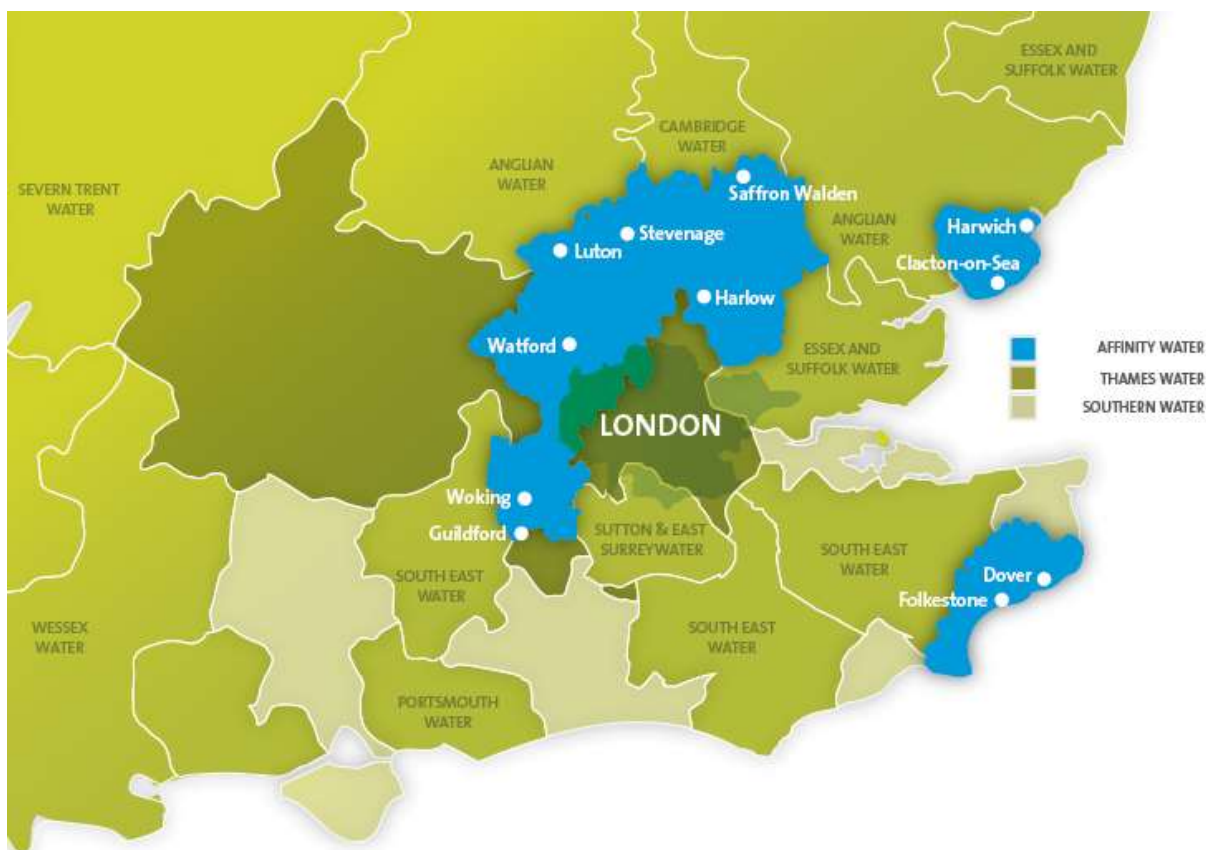 ESSEX AND
SUFFOLK WATER
CAMBRIDGE
WATER
ANGLIAN
WATER
SEVERN TRENT
WATER
Saffron Walden
Stevenage
Luton
ANGLIAN
WATER
Harwich
Clacton-on-Sea
Harlow
Watford
ESSEX AND
SUFFOLK WATER
AFFINITY WATER
THAMES WATER
SOUTHERN WATER
LONDON
Woking
Guildford
SUTTON & EAST
SURREYWATER
SOUTH EAST
WATER
SOUTH EAST
WATER
Dover
Folkestone
WESSEX
WATER
SOUTH EAST
WATER
PORTSMOUTH
WATER